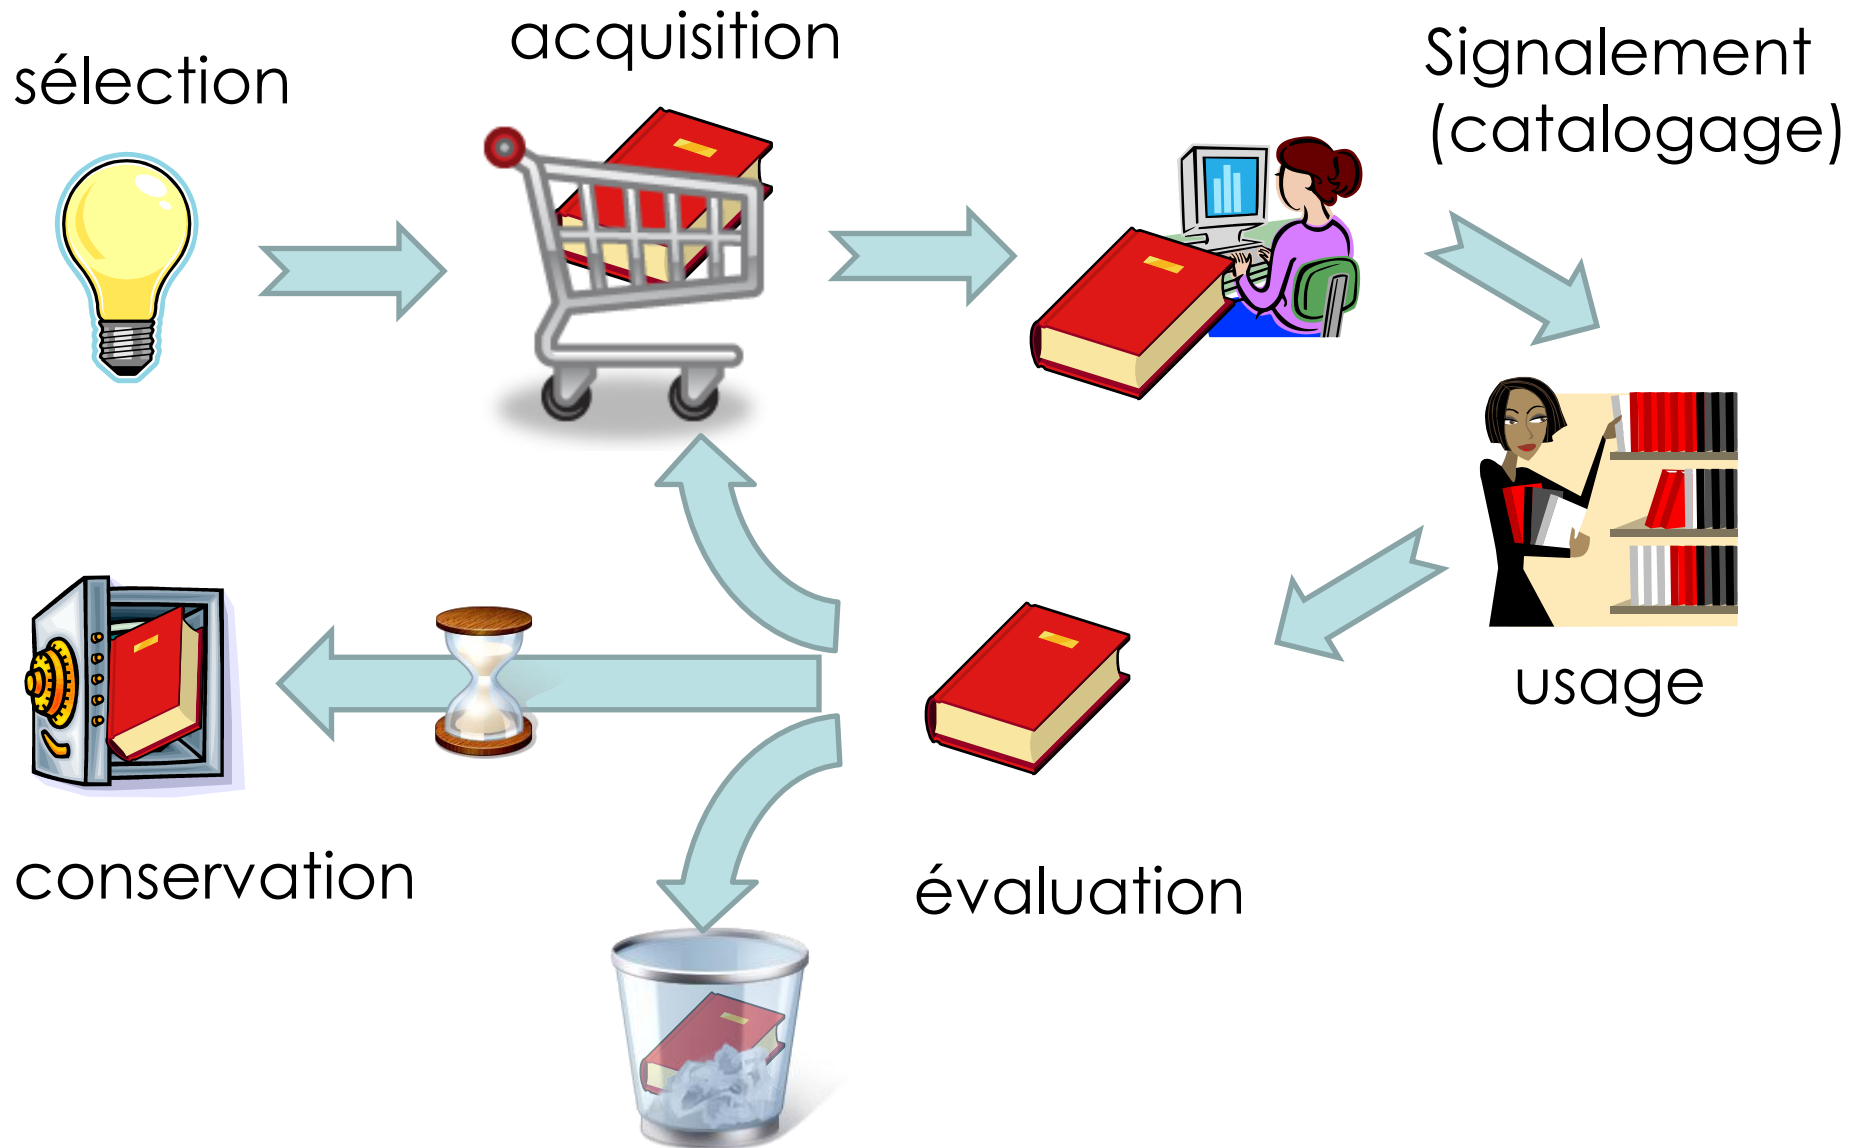 sélection
acquisition
Signalement
(catalogage)
usage
conservation
évaluation